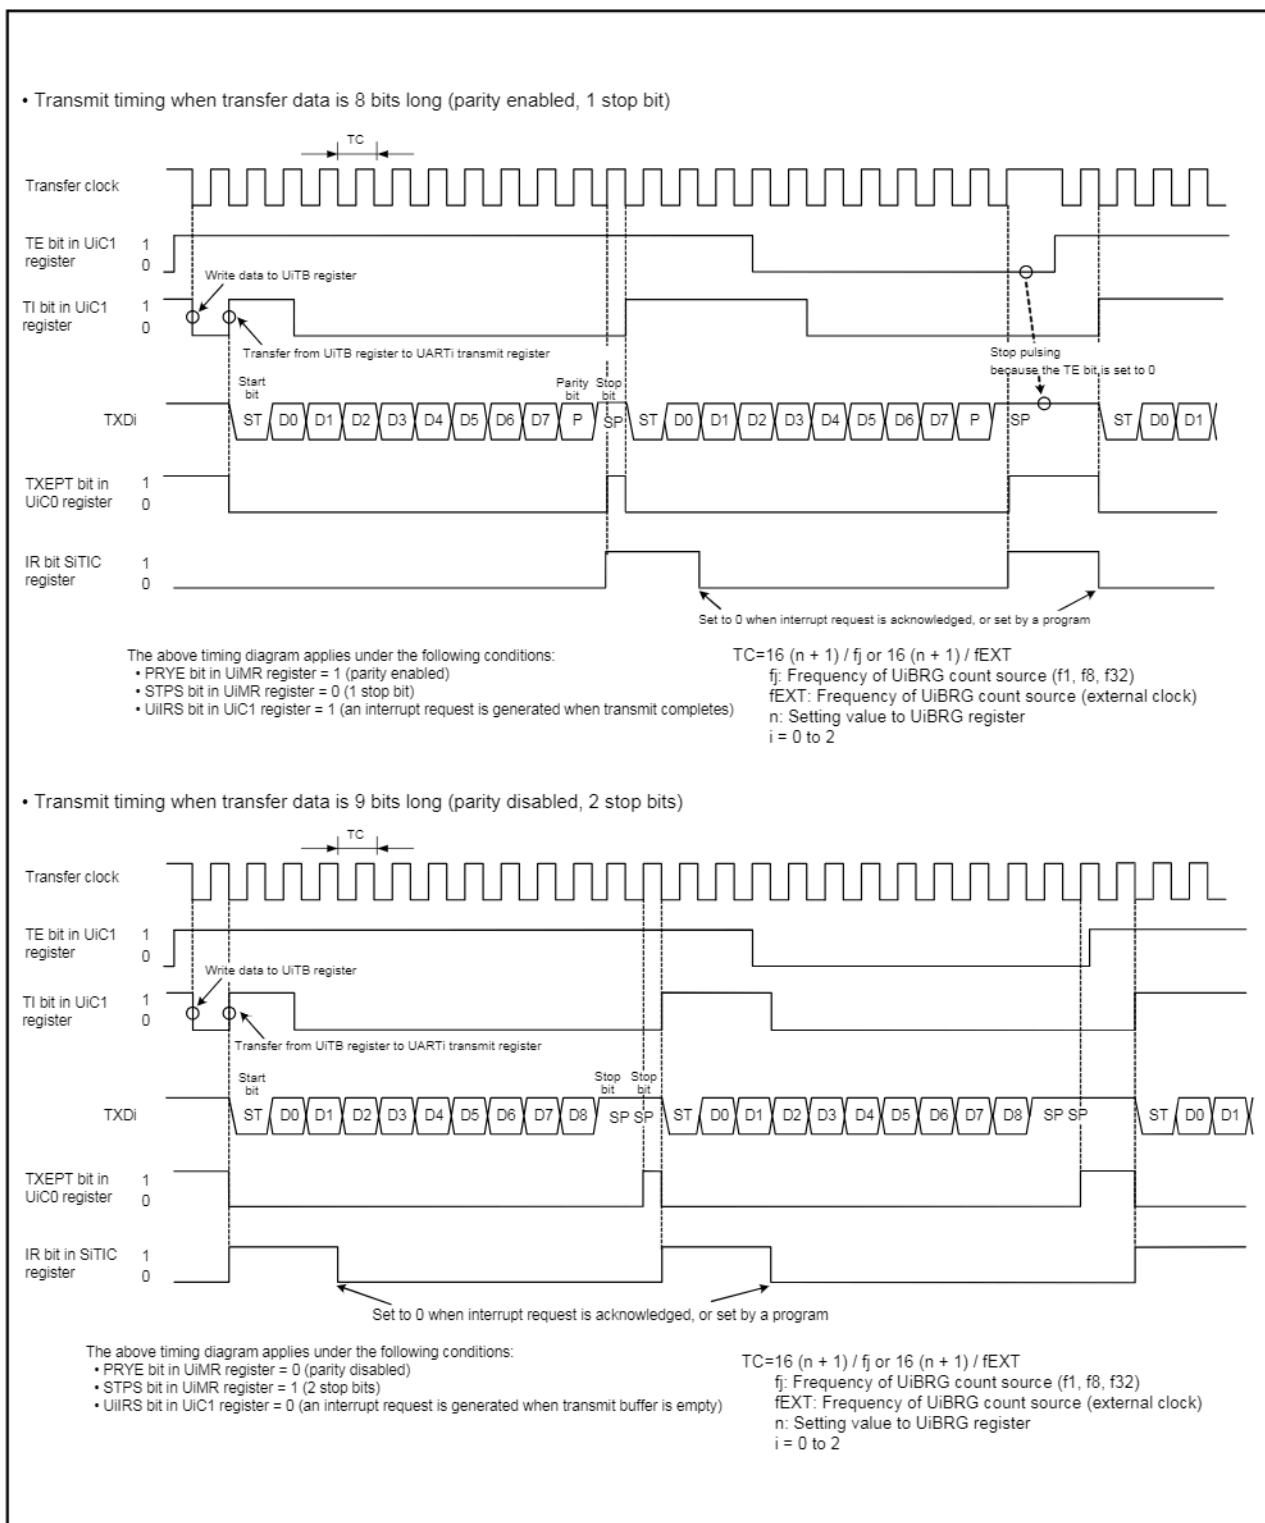 • Transmit timing when transfer data is 8 bits long (parity enabled, 1 stop bit)
TC
Transfer clock
TE bit in UiC1
register
1
0
Write data to UiTB register
TI bit in UiC1
register
1
0
Transfer from UiTB register to UARTi transmit register
Stop pulsing
because the TE bit is set to 0
Start
bit
Parity
bit
Stop
bit
TXDi
ST D0 D1 D2 D3 D4 D5 D6 D7 P SP ST D0 D1 D2 D3 D4 D5 D6 D7 P SP ST D0 D1
TXEPT bit in
UiC0 register
1
0
IR bit SiTIC
register
1
0
Set to 0 when interrupt request is acknowledged, or set by a program
The above timing diagram applies under the following conditions:
• PRYE bit in UiMR register = 1 (parity enabled)
• STPS bit in UiMR register = 0 (1 stop bit)
• UiIRS bit in UiC1 register = 1 (an interrupt request is generated when transmit completes)
TC=16 (n + 1) / fj or 16 (n + 1) / fEXT
fj: Frequency of UiBRG count source (f1, f8, f32)
fEXT: Frequency of UiBRG count source (external clock)
n: Setting value to UiBRG register
i = 0 to 2
• Transmit timing when transfer data is 9 bits long (parity disabled, 2 stop bits)
TC
Transfer clock
TE bit in UiC1
register
1
0
Write data to UiTB register
TI bit in UiC1
register
1
0
Transfer from UiTB register to UARTi transmit register
Start
bit
Stop
bit
Stop
bit
TXDi
ST D0 D1 D2 D3 D4 D5 D6 D7 D8 SP SP ST D0 D1 D2 D3 D4 D5 D6 D7 D8 SP SP ST D0 D1
TXEPT bit in
UiC0 register
1
0
IR bit in SiTIC
register
1
0
Set to 0 when interrupt request is acknowledged, or set by a program
The above timing diagram applies under the following conditions:
• PRYE bit in UiMR register = 0 (parity disabled)
• STPS bit in UiMR register = 1 (2 stop bits)
• UiIRS bit in UiC1 register = 0 (an interrupt request is generated when transmit buffer is empty)
TC=16 (n + 1) / fj or 16 (n + 1) / fEXT
fj: Frequency of UiBRG count source (f1, f8, f32)
fEXT: Frequency of UiBRG count source (external clock)
n: Setting value to UiBRG register
i = 0 to 2